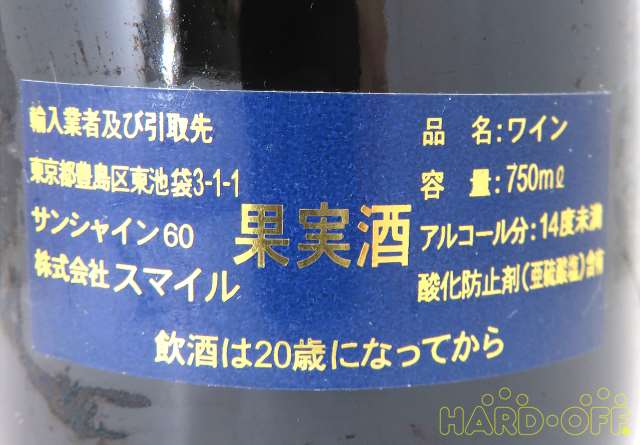 輸入業者及び引取先
東京都豊島区東池袋3-1-1
サンシャイン60
株式会社スマイル
果実酒
品 名:ワイン
容 量:750mℓ
アルコール分:14度未満
酸化防止剤(亜硫酸塩)含有
飲酒は20歳になってから
HARD・OFF